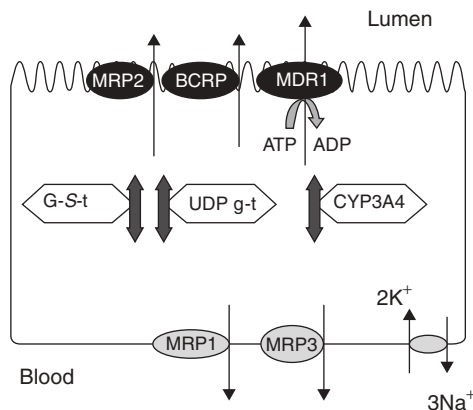 Lumen
MRP2 BCRP MDR1
ATP ADP
G-S-t UDP g-t CYP3A4
2K⁺
MRP1 MRP3
Blood
3Na⁺